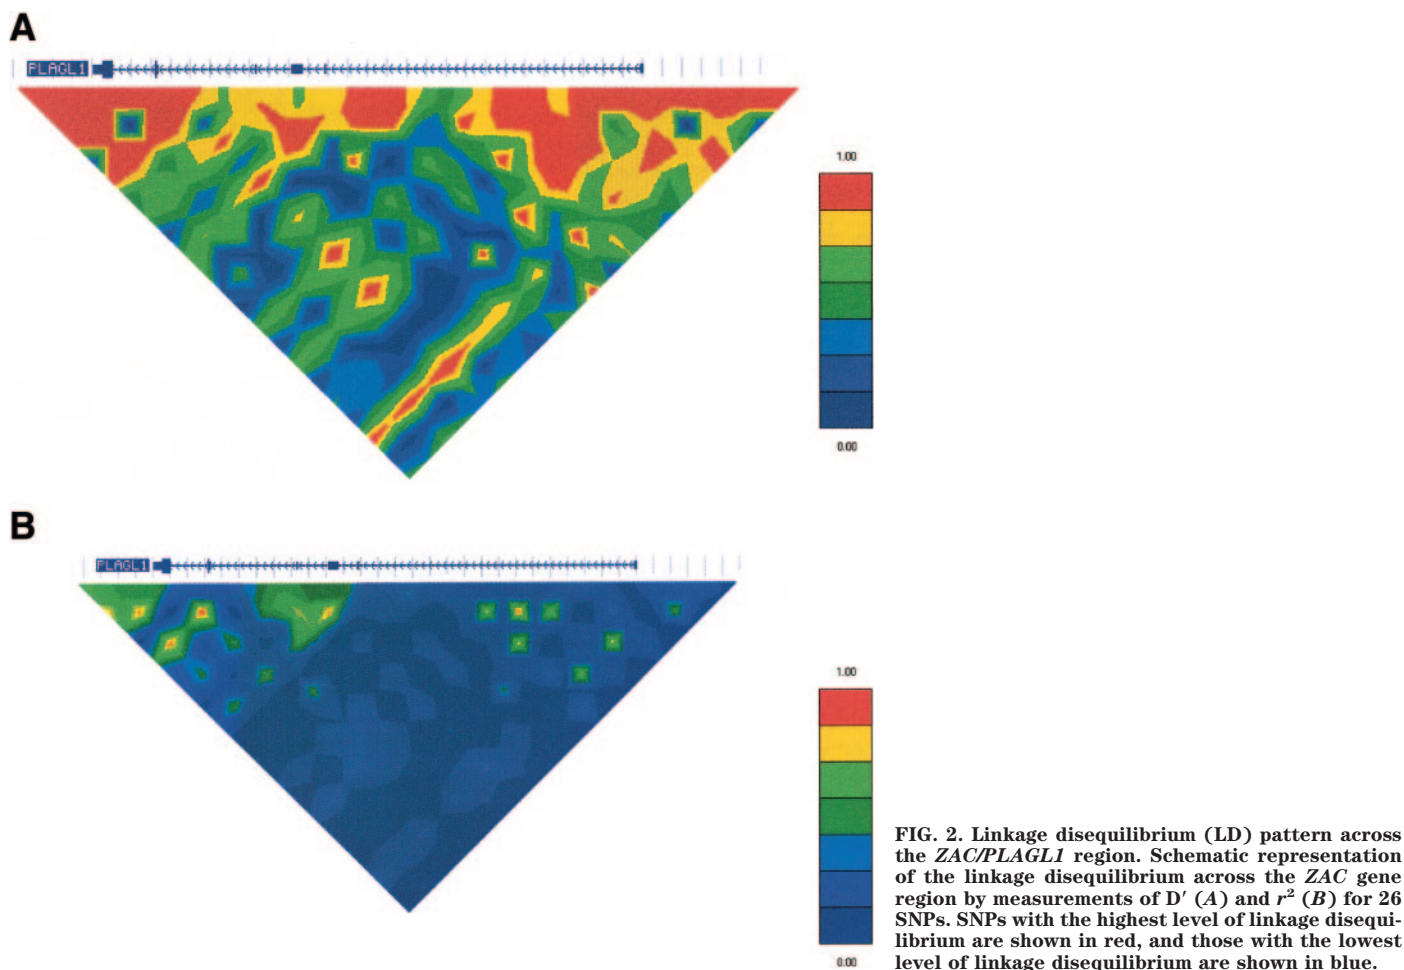 A
PLAGL1
1.00
0.00
B
PLAGL1
1.00
0.00
FIG. 2. Linkage disequilibrium (LD) pattern across
the ZAC/PLAGL1 region. Schematic representation
of the linkage disequilibrium across the ZAC gene
region by measurements of D′ (A) and r² (B) for 26
SNPs. SNPs with the highest level of linkage disequi-
librium are shown in red, and those with the lowest
level of linkage disequilibrium are shown in blue.